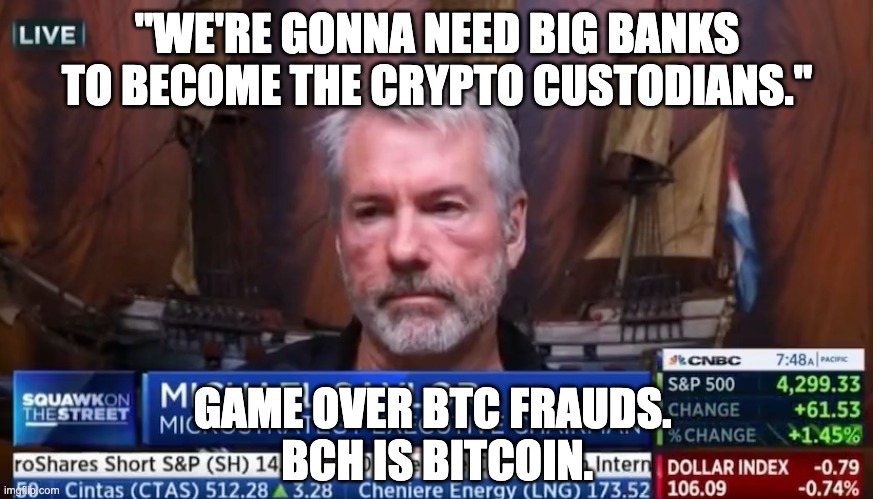 LIVE
"WE'RE GONNA NEED BIG BANKS
TO BECOME THE CRYPTO CUSTODIANS."
CNBC 7:48A PACIFIC
S&P 500 4,299.33
CHANGE +61.53
% CHANGE +1.45%
SQUAWK ON
THE STREET
GAME OVER BTC FRAUDS.
BCH IS BITCOIN.
roShares Short S&P (SH) 14
Intern
DOLLAR INDEX -0.79
106.09 -0.74%
Cintas (CTAS) 512.28 ▲ 3.28 Cheniere Energy (LNG) 173.52
imgflip.com